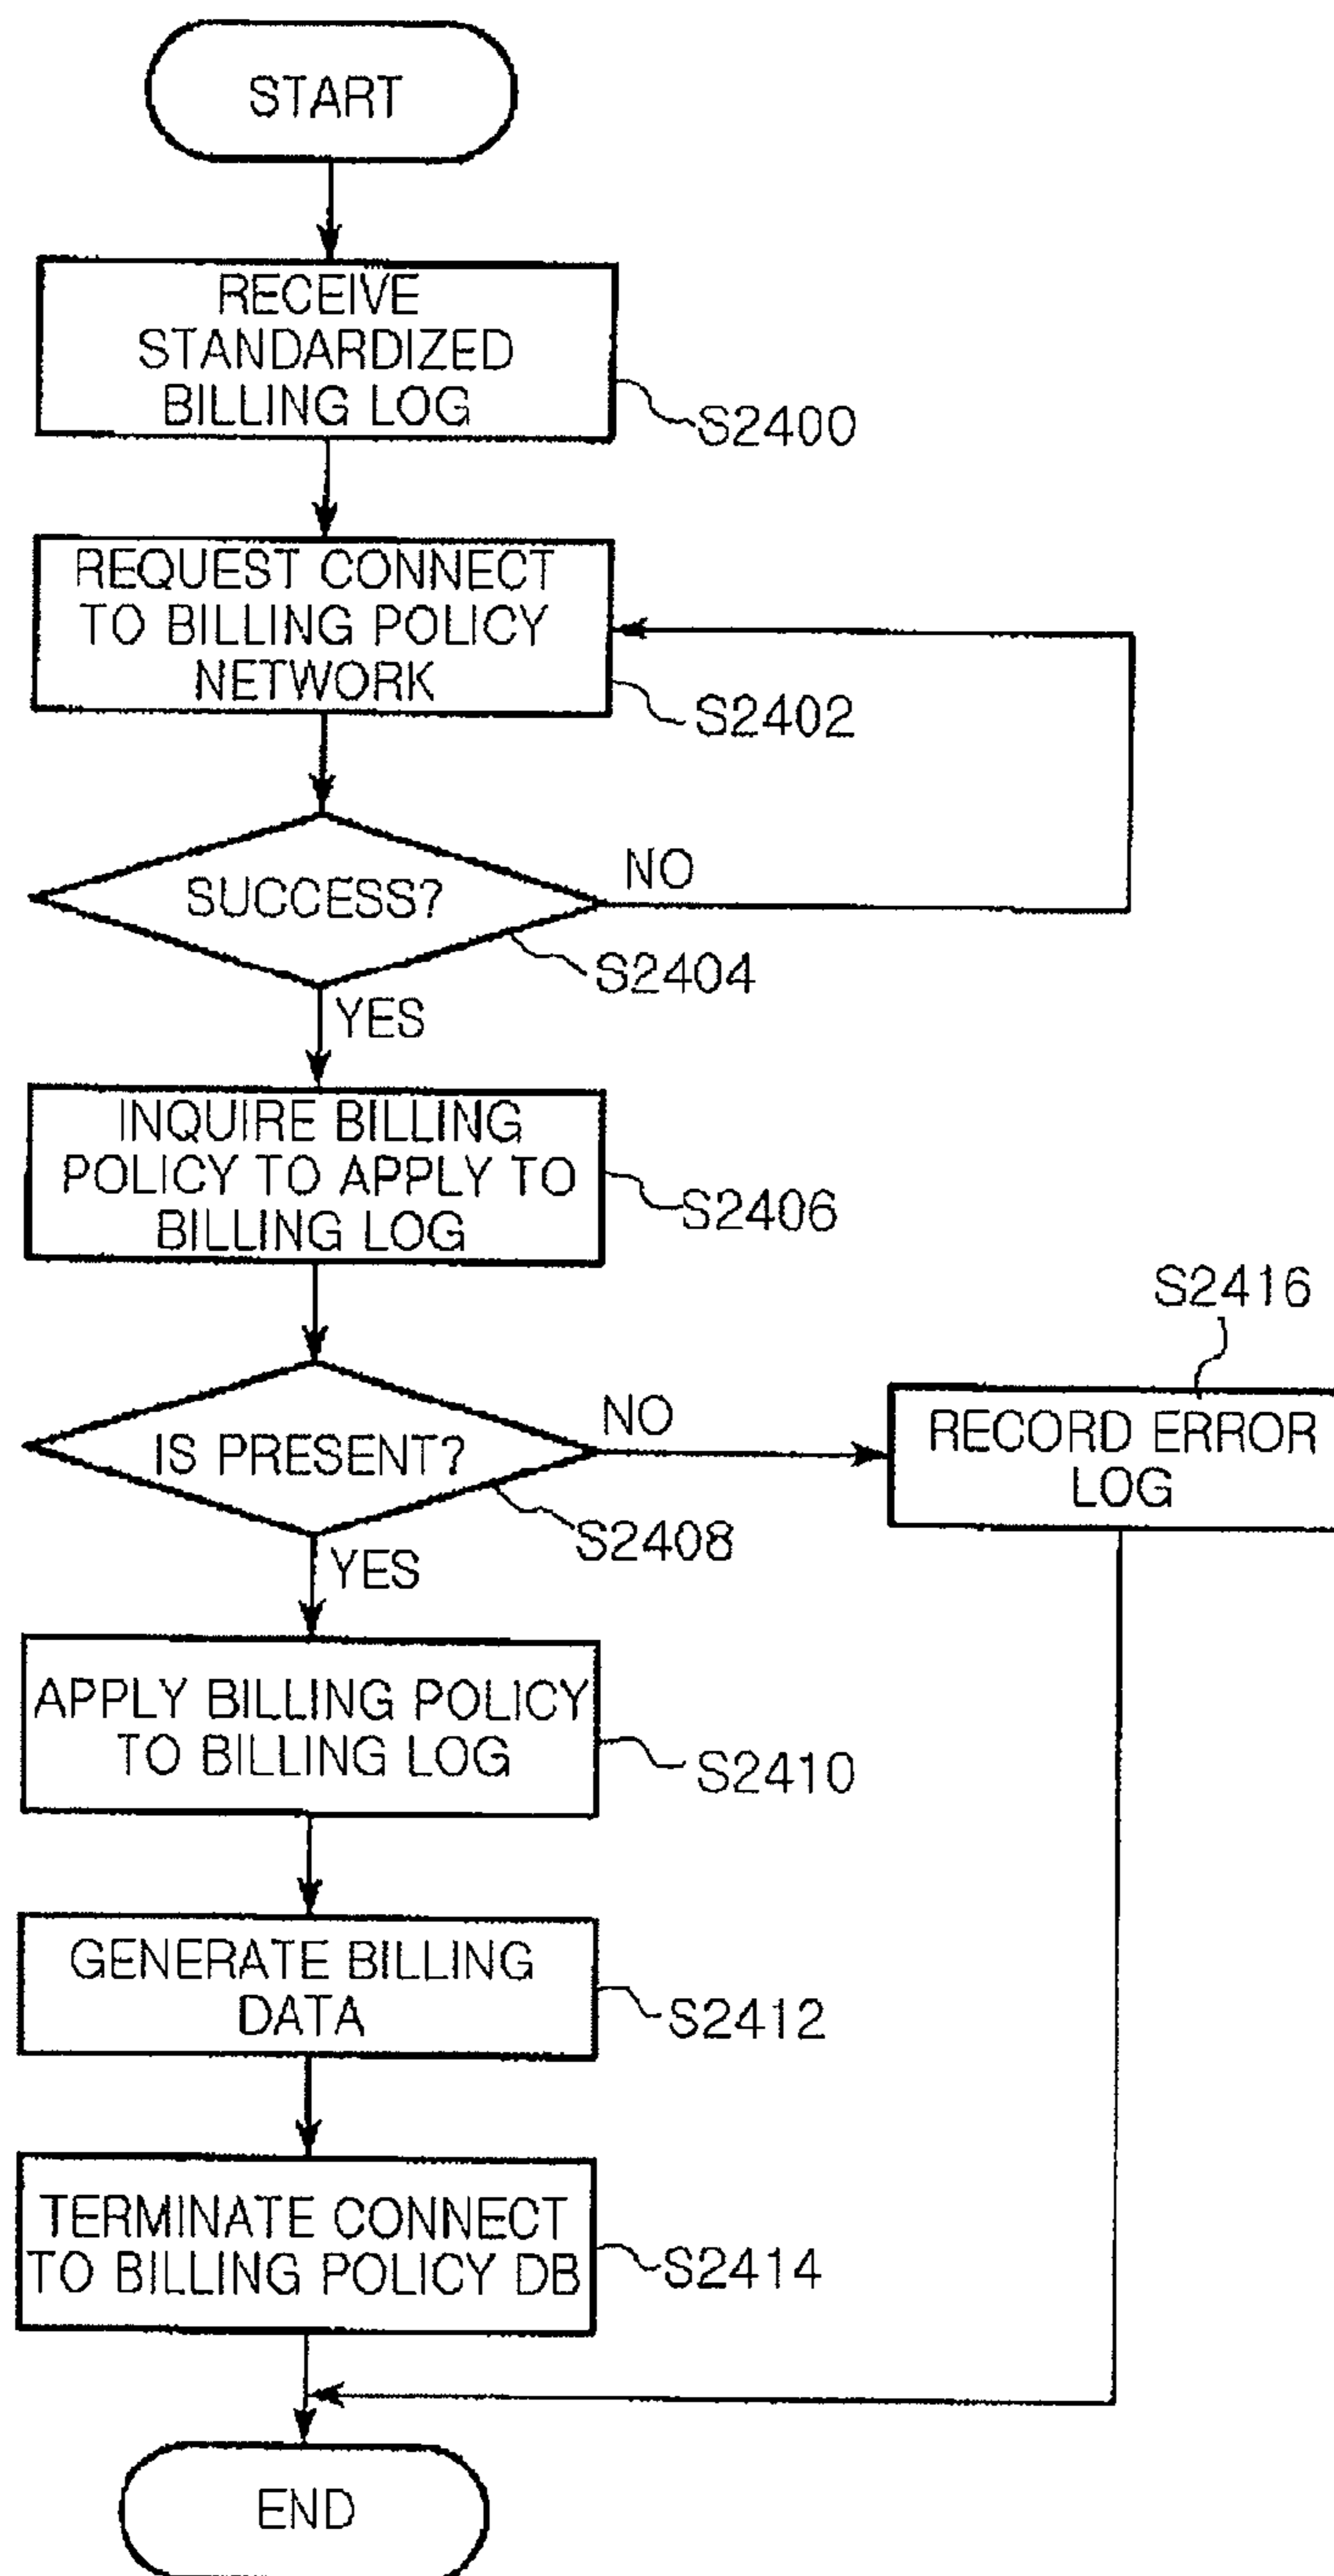 START
RECEIVE
STANDARDIZED
BILLING LOG
S2400
REQUEST CONNECT
TO BILLING POLICY
NETWORK
S2402
SUCCESS?
NO
S2404
YES
INQUIRE BILLING
POLICY TO APPLY TO
BILLING LOG
S2406
IS PRESENT?
NO
S2408
YES
S2416
RECORD ERROR
LOG
APPLY BILLING POLICY
TO BILLING LOG
S2410
GENERATE BILLING
DATA
S2412
TERMINATE CONNECT
TO BILLING POLICY DB
S2414
END